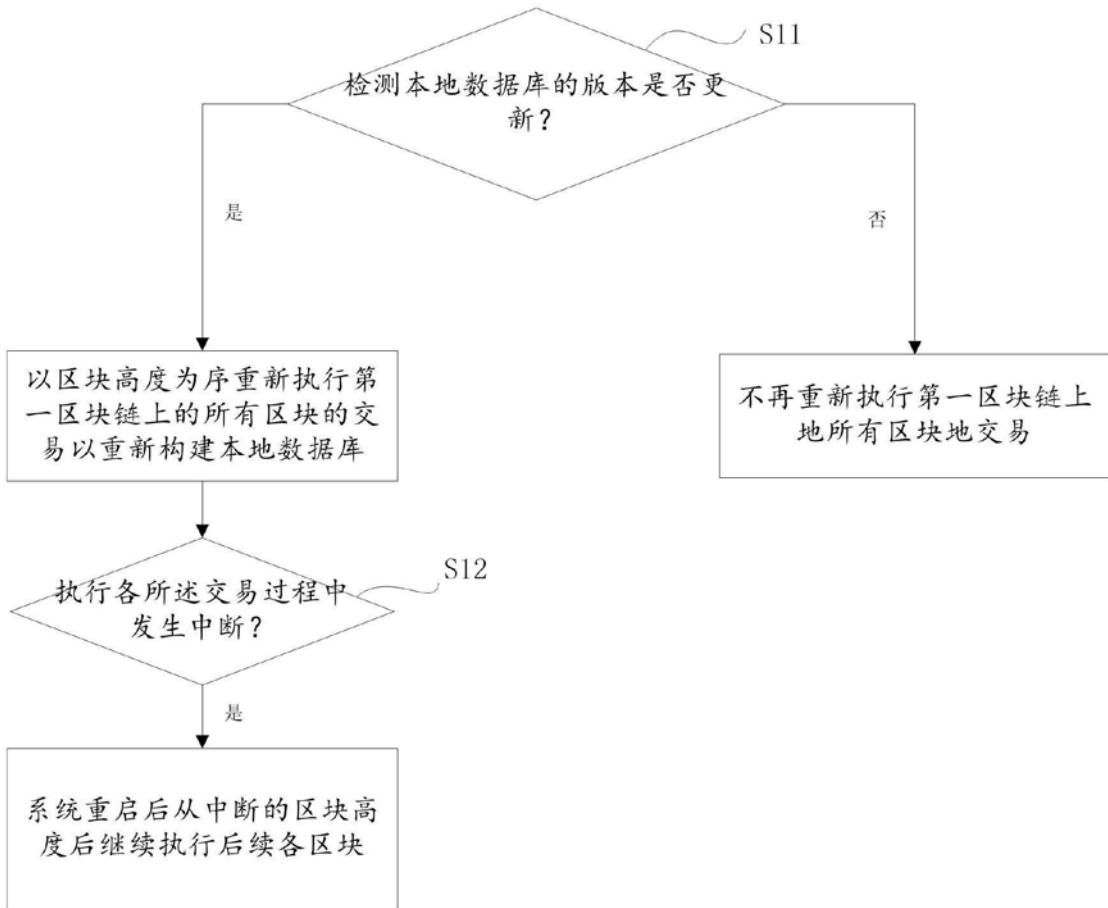 S11
检测本地数据库的版本是否更
新?
是
否
以区块高度为序重新执行第
一区块链上的所有区块的交
易以重新构建本地数据库
不再重新执行第一区块链上
地所有区块地交易
S12
执行各所述交易过程中
发生中断?
是
系统重启后从中断的区块高
度后继续执行后续各区块